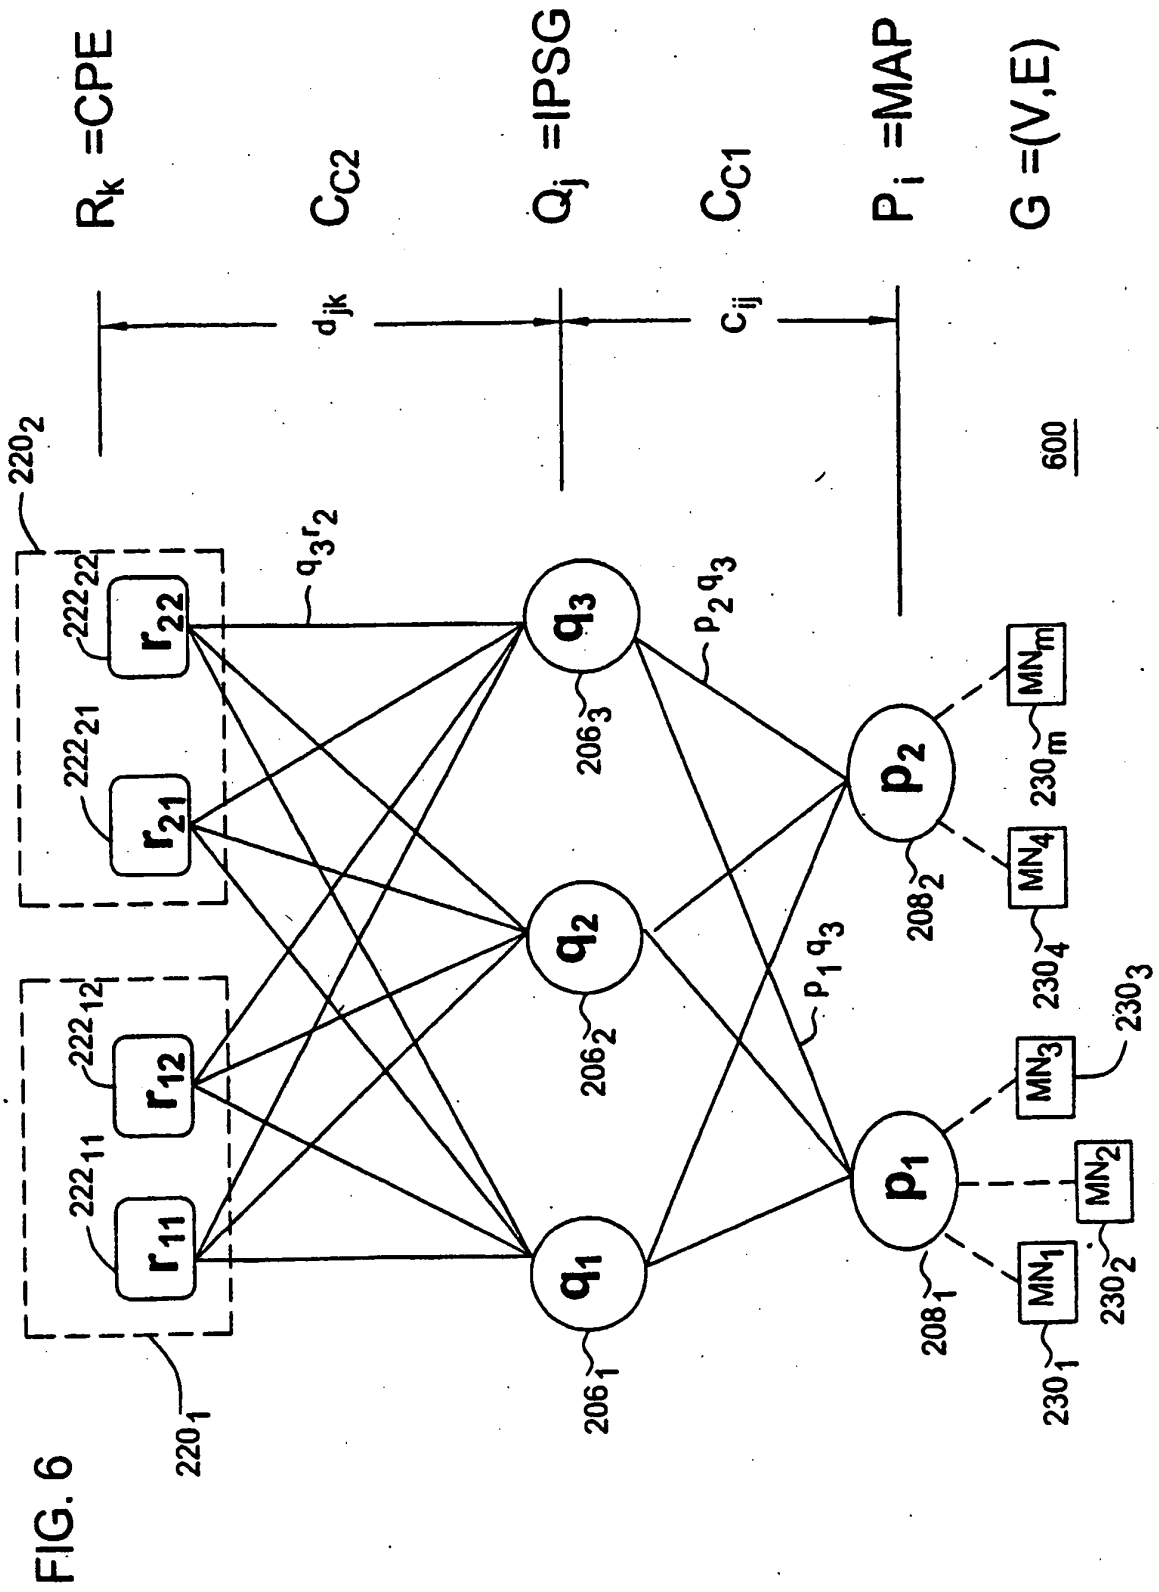 FIG. 6
220₁
220₂
222₁₁
222₁₂
222₂₁
222₂₂
r₁₁
r₁₂
r₂₁
r₂₂
R_k =CPE
q₃r₂
d_jk
C_C2
206₁
q₁
206₂
q₂
206₃
q₃
Q_j =IPSG
p₁q₃
p₂q₃
C_ij
C_C1
208₁
p₁
208₂
p₂
P_i =MAP
230₁
MN₁
230₂
MN₂
MN₃
230₃
230₄
MN₄
230_m
MN_m
600
G =(V,E)